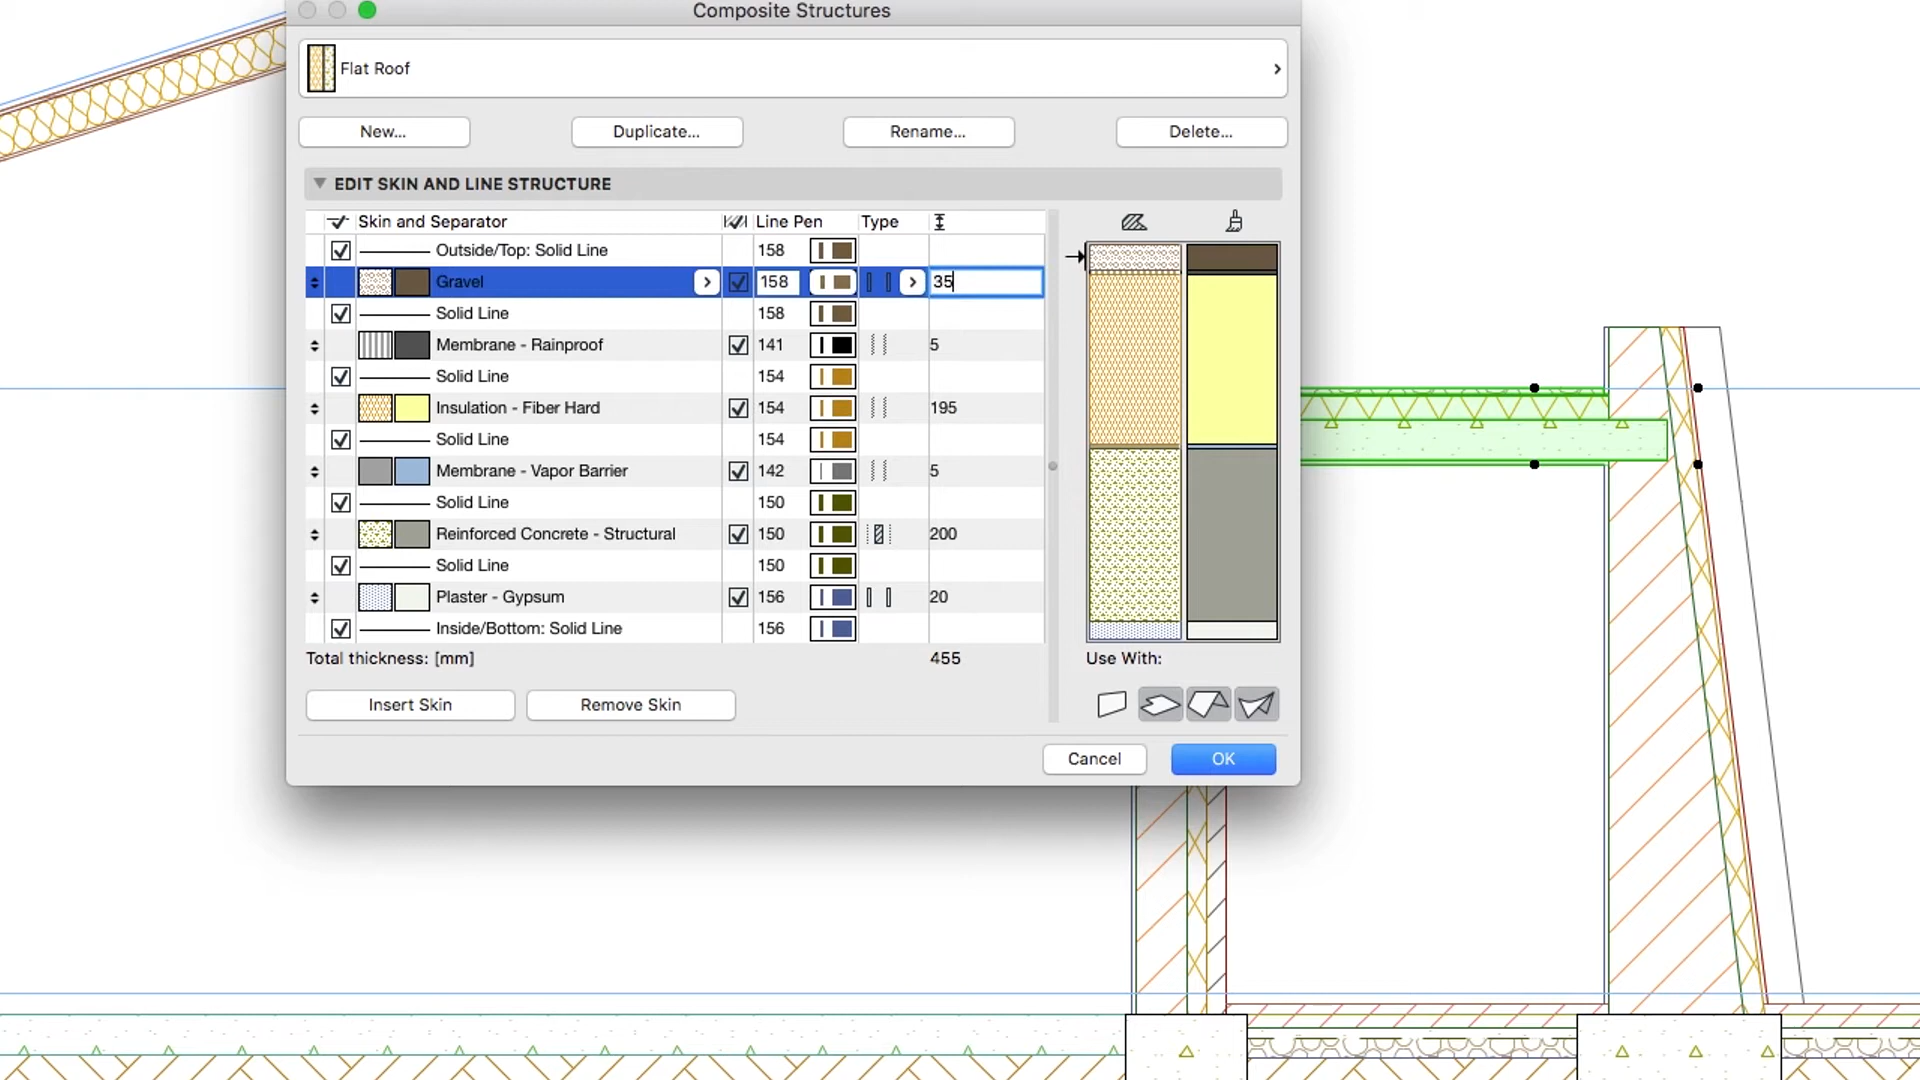 Composite Structures
Flat Roof
New...
Duplicate...
Rename...
Delete...
EDIT SKIN AND LINE STRUCTURE
Skin and Separator Line Pen Type
Outside/Top: Solid Line 158
Gravel 158 35
Solid Line 158
Membrane - Rainproof 141 5
Solid Line 154
Insulation - Fiber Hard 154 195
Solid Line 154
Membrane - Vapor Barrier 142 5
Solid Line 150
Reinforced Concrete - Structural 150 200
Solid Line 150
Plaster - Gypsum 156 20
Inside/Bottom: Solid Line 156
Total thickness: [mm] 455
Use With:
Insert Skin
Remove Skin
Cancel
OK